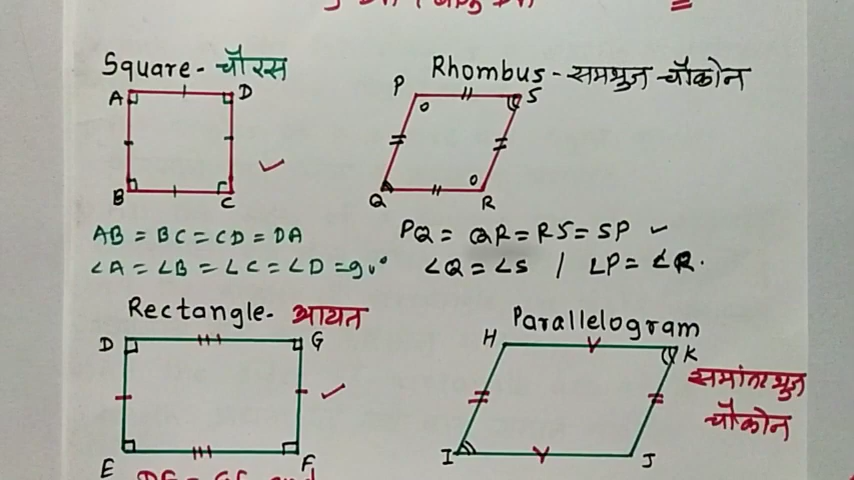 Square - चौरस
A D
B C
AB = BC = CD = DA
∠A = ∠B = ∠C = ∠D = 90°
Rhombus - समभुज चौकोन
P S
Q R
PQ = QR = RS = SP
∠Q = ∠S / ∠P = ∠R.
Rectangle - आयत
D G
E F
Parallelogram
समांतरभुज
चौकोन
H K
I J